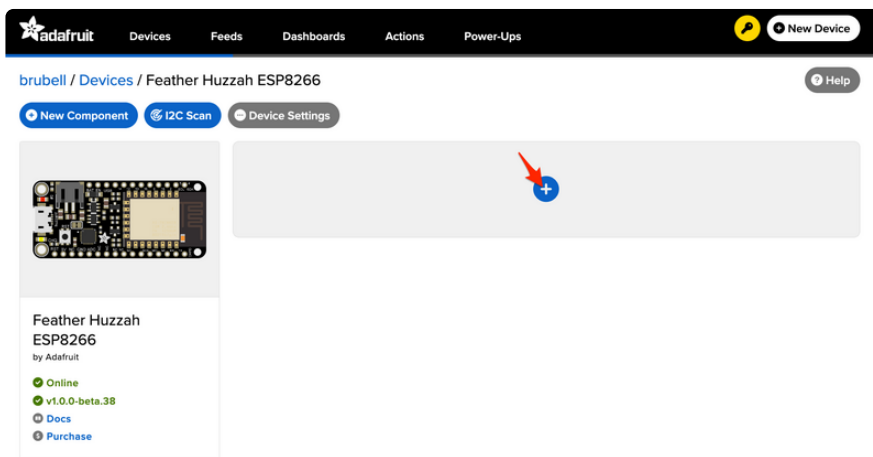 adafruit Devices Feeds Dashboards Actions Power-Ups New Device
brubell / Devices / Feather Huzzah ESP8266 Help
New Component I2C Scan Device Settings
Feather Huzzah
ESP8266
by Adafruit
Online
v1.0.0-beta.38
Docs
Purchase